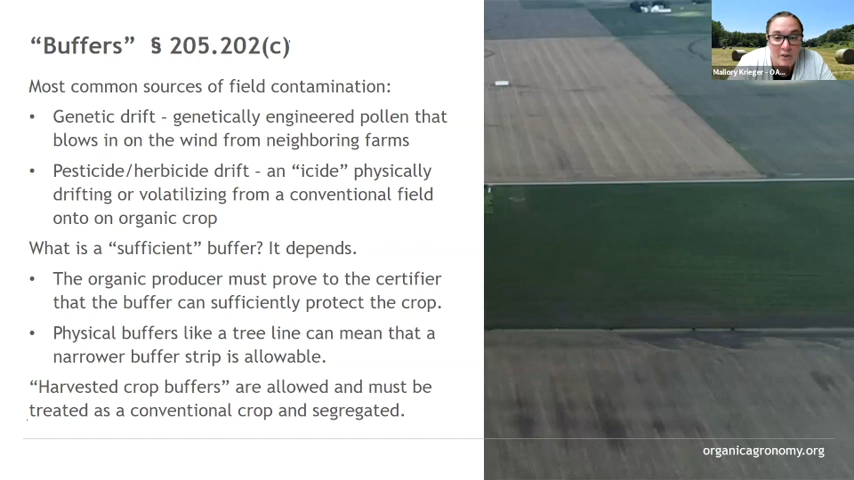 “Buffers” § 205.202(c)
Most common sources of field contamination:
• Genetic drift – genetically engineered pollen that
blows in on the wind from neighboring farms
• Pesticide/herbicide drift – an “icide” physically
drifting or volatilizing from a conventional field
onto on organic crop
What is a “sufficient” buffer? It depends.
• The organic producer must prove to the certifier
that the buffer can sufficiently protect the crop.
• Physical buffers like a tree line can mean that a
narrower buffer strip is allowable.
“Harvested crop buffers” are allowed and must be
treated as a conventional crop and segregated.
Mallory Krieger - OA...
organicagronomy.org